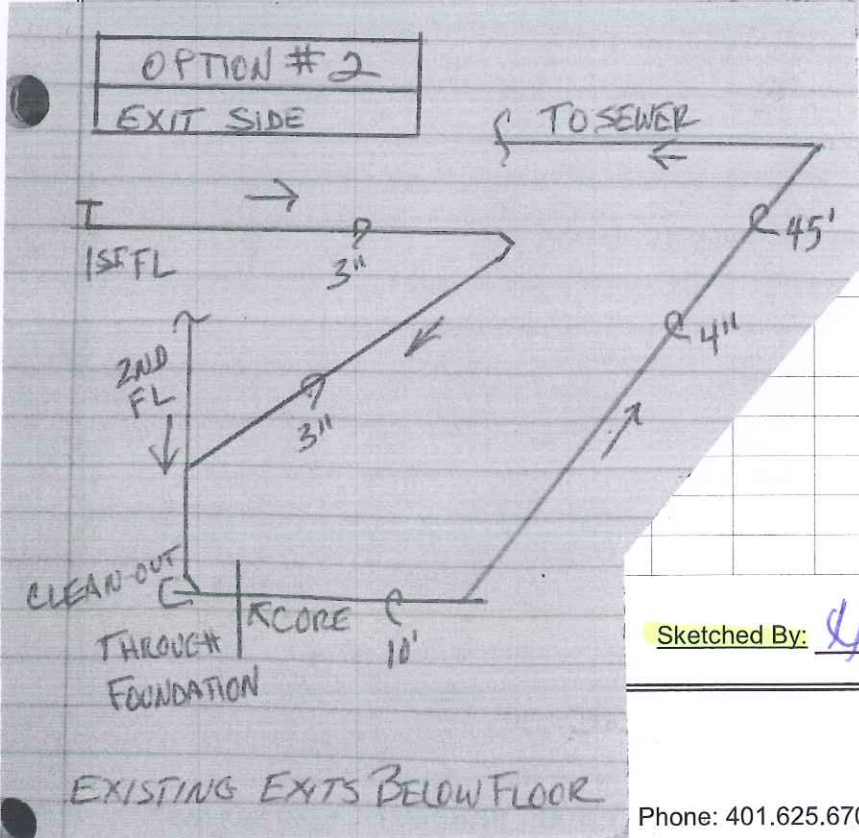 OPTION # 2
EXIT SIDE
TO SEWER
1ST FL
3"
45'
4"
2ND
FL
3"
CLEAN-OUT
CORE
10'
THROUGH
FOUNDATION
Sketched By:
EXISTING EXITS BELOW FLOOR
Phone: 401.625.670